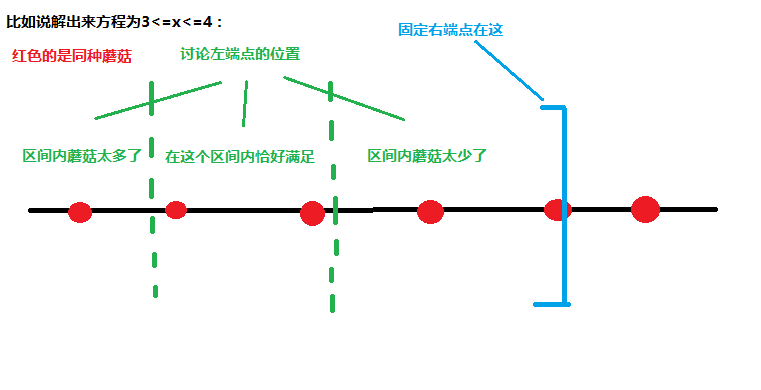 比如说解出来方程为3<=x<=4：
固定右端点在这
红色的是同种蘑菇
讨论左端点的位置
区间内蘑菇太多了
在这个区间内恰好满足
区间内蘑菇太少了